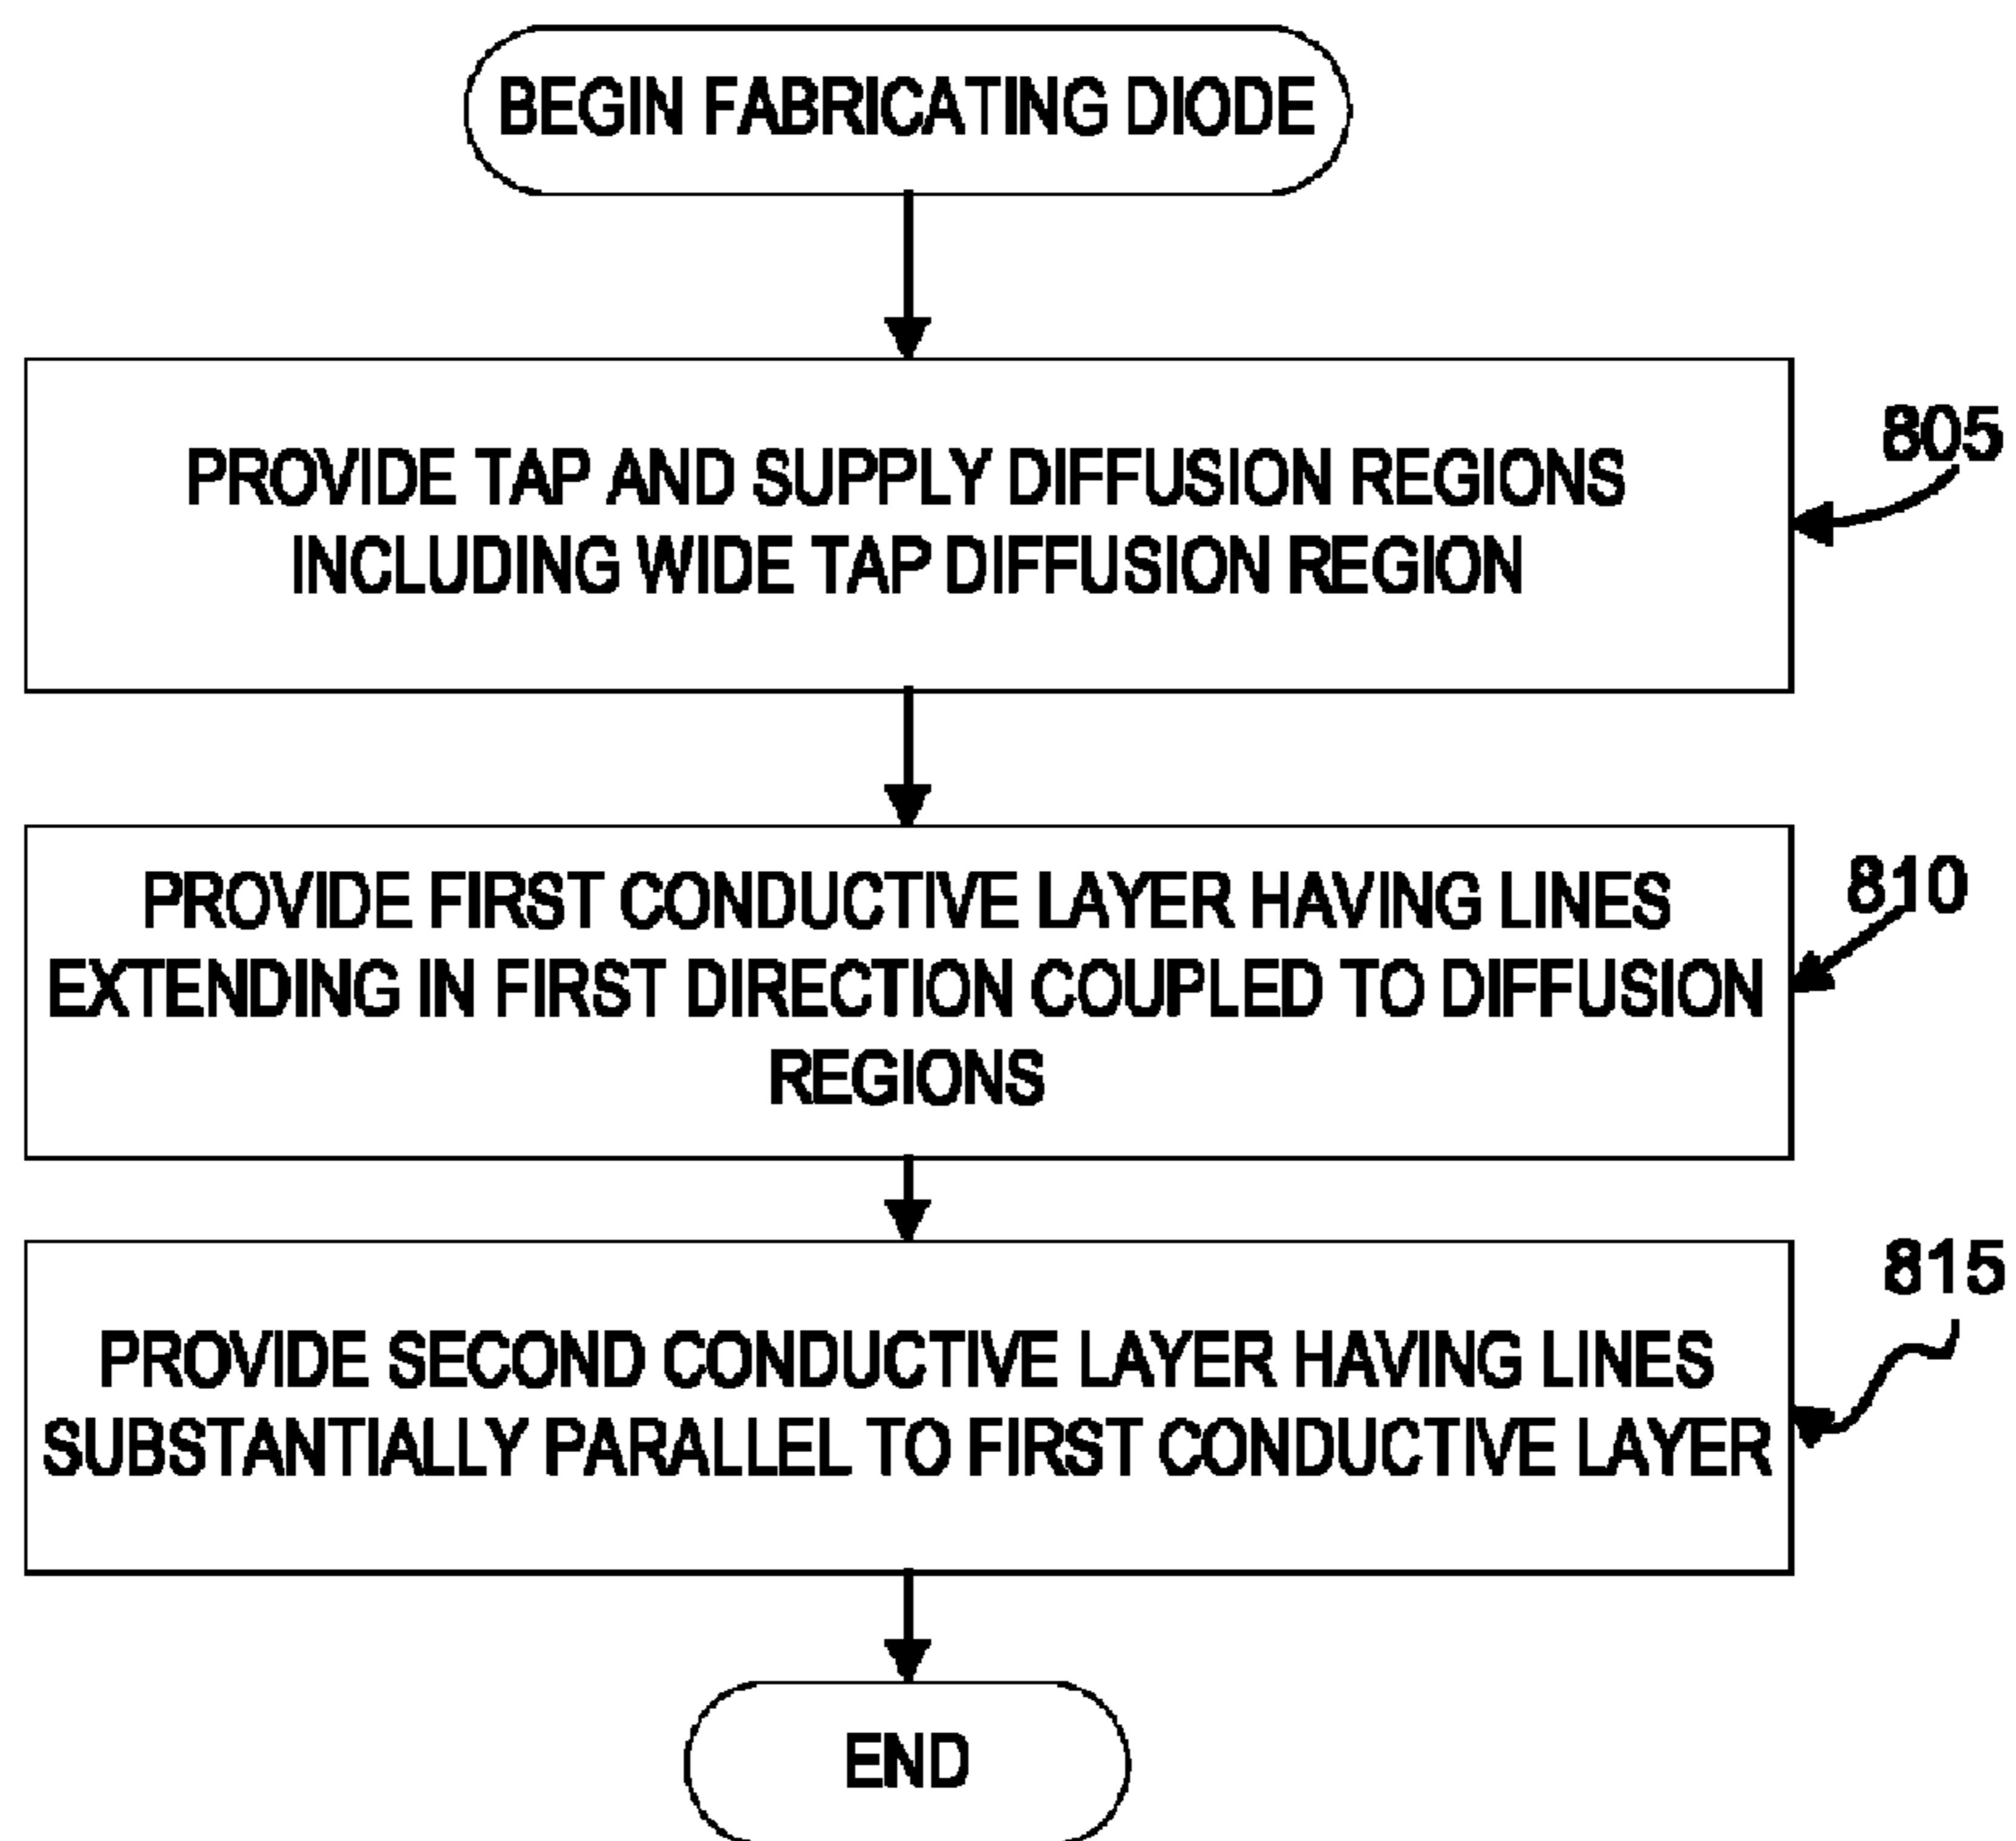 BEGIN FABRICATING DIODE
PROVIDE TAP AND SUPPLY DIFFUSION REGIONS
INCLUDING WIDE TAP DIFFUSION REGION
805
PROVIDE FIRST CONDUCTIVE LAYER HAVING LINES
EXTENDING IN FIRST DIRECTION COUPLED TO DIFFUSION
REGIONS
810
PROVIDE SECOND CONDUCTIVE LAYER HAVING LINES
SUBSTANTIALLY PARALLEL TO FIRST CONDUCTIVE LAYER
815
END